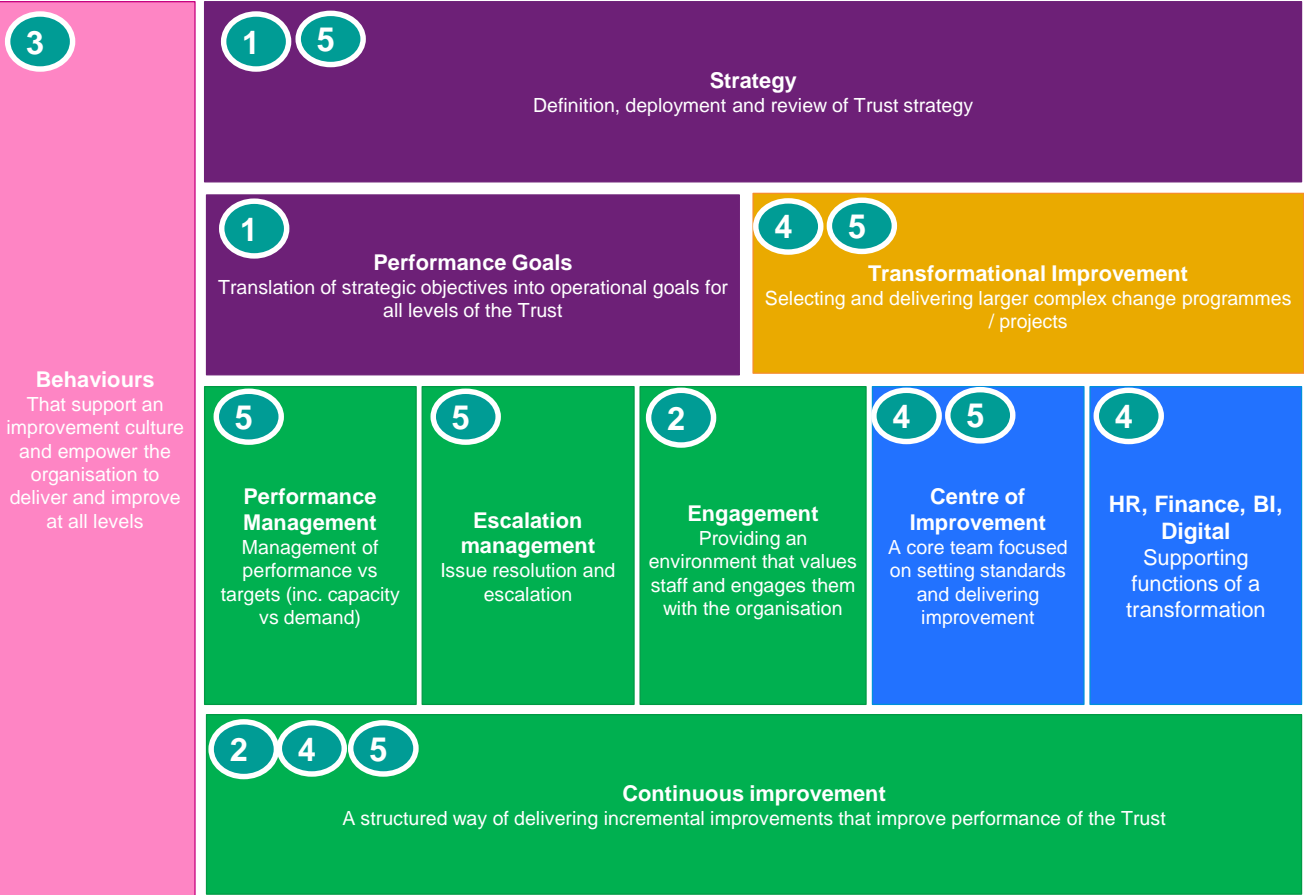 3
Behaviours
That support an
improvement culture
and empower the
organisation to
deliver and improve
at all levels
1 5
Strategy
Definition, deployment and review of Trust strategy
1
Performance Goals
Translation of strategic objectives into operational goals for
all levels of the Trust
4 5
Transformational Improvement
Selecting and delivering larger complex change programmes
/ projects
5
Performance
Management
Management of
performance vs
targets (inc. capacity
vs demand)
5
Escalation
management
Issue resolution and
escalation
2
Engagement
Providing an
environment that values
staff and engages them
with the organisation
4 5
Centre of
Improvement
A core team focused
on setting standards
and delivering
improvement
4
HR, Finance, BI,
Digital
Supporting
functions of a
transformation
2 4 5
Continuous improvement
A structured way of delivering incremental improvements that improve performance of the Trust